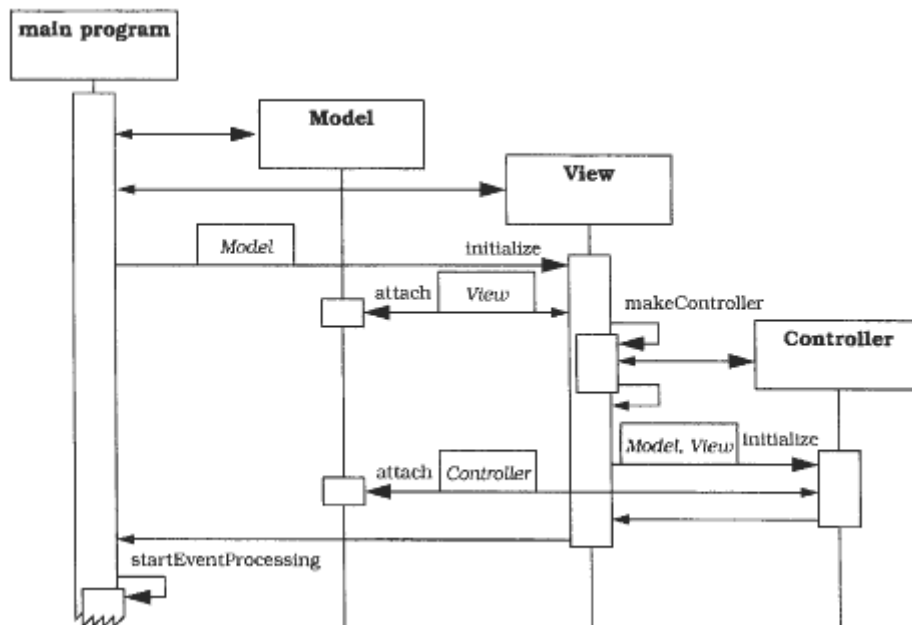 main program
Model
View
Model
initialize
attach
View
makeController
Controller
Model, View
initialize
attach
Controller
startEventProcessing